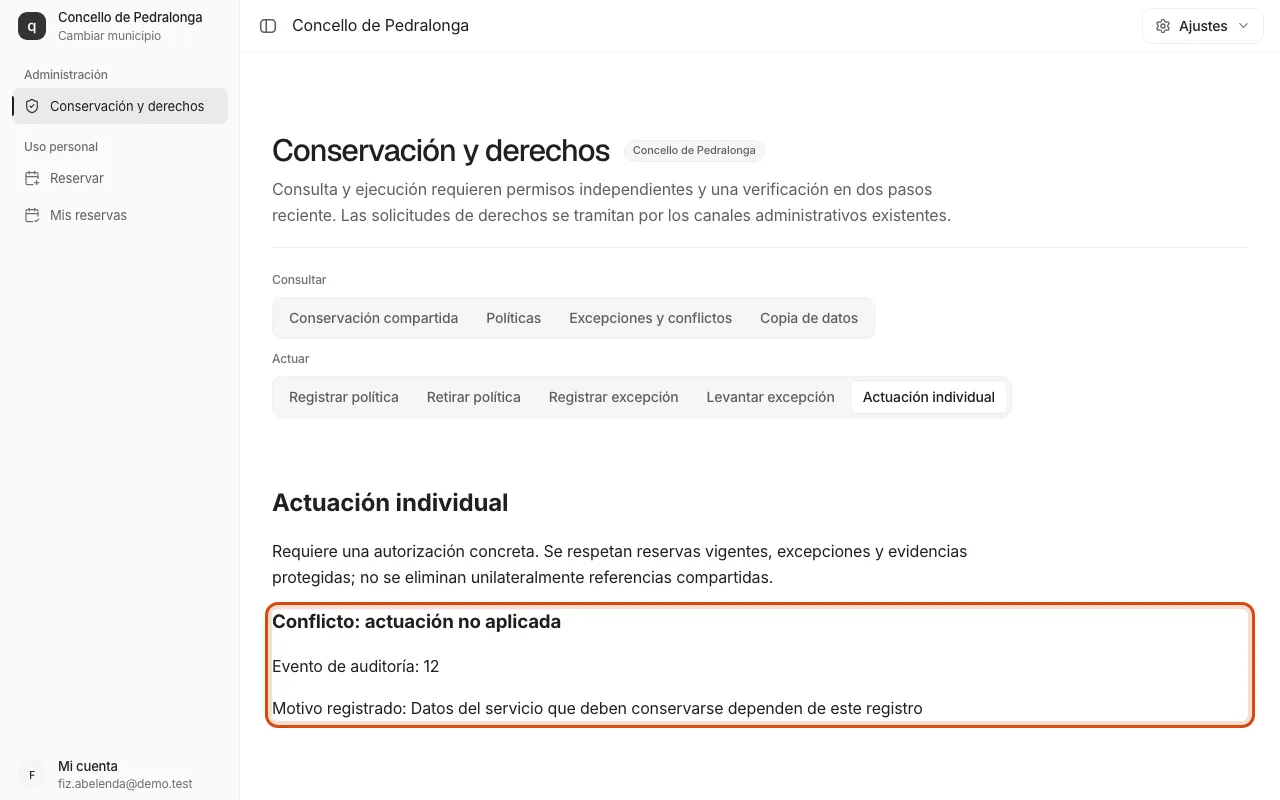 q
Concello de Pedralonga
Cambiar municipio
Administración
Conservación y derechos
Uso personal
Reservar
Mis reservas
F
Mi cuenta
fiz.abelenda@demo.test
Concello de Pedralonga
Ajustes
Conservación y derechos
Concello de Pedralonga
Consulta y ejecución requieren permisos independientes y una verificación en dos pasos
reciente. Las solicitudes de derechos se tramitan por los canales administrativos existentes.
Consultar
Conservación compartida
Políticas
Excepciones y conflictos
Copia de datos
Actuar
Registrar política
Retirar política
Registrar excepción
Levantar excepción
Actuación individual
Actuación individual
Requiere una autorización concreta. Se respetan reservas vigentes, excepciones y evidencias
protegidas; no se eliminan unilateralmente referencias compartidas.
Conflicto: actuación no aplicada
Evento de auditoría: 12
Motivo registrado: Datos del servicio que deben conservarse dependen de este registro